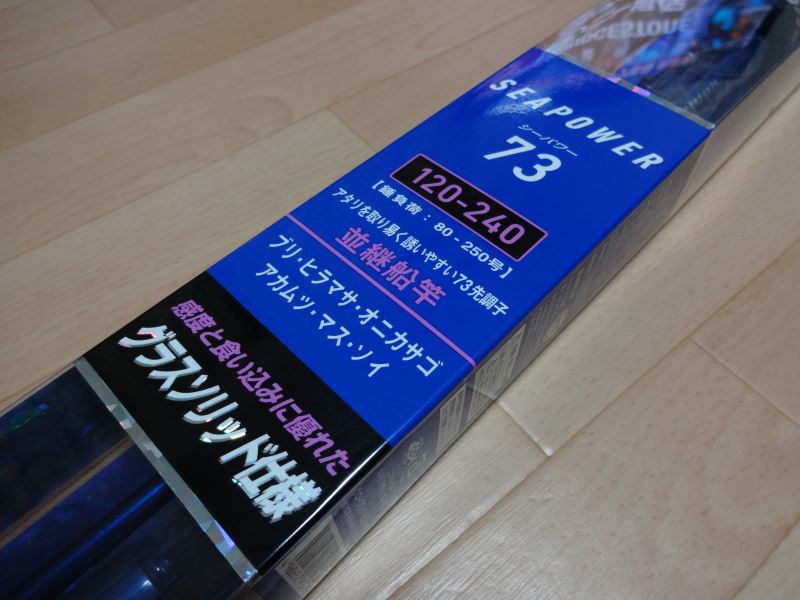 SEAPOWER
シーパワー
73
120-240
【錘負荷：80-250号】
アタリを取り易く誘いやすい73先調子
並継船竿
ブリ・ヒラマサ・オニカサゴ
アカムツ・マス・ソイ
感度と食い込みに優れた
グラスソリッド仕様